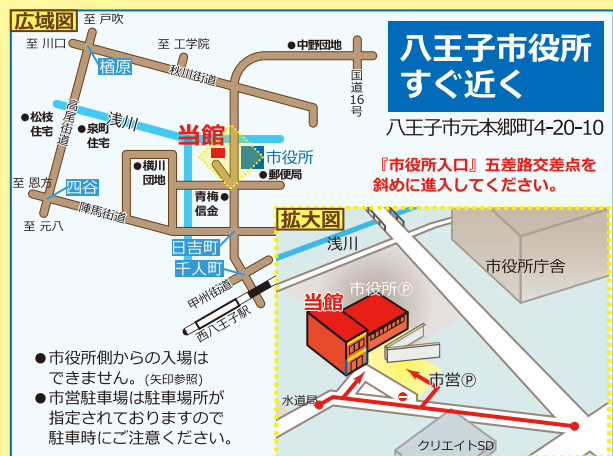 広域図
至 戸吹
至 川口
至 工学院
●中野団地
楢原
秋川街道
国道16号
高尾街道
●松枝
住宅
●泉町
住宅
浅川
当館
市役所
●郵便局
●横川
団地
至 恩方
四谷
青梅●
信金
陣馬街道
至 元八
日吉町
千人町
甲州街道
西八王子駅
八王子市役所
すぐ近く
八王子市元本郷町4-20-10
『市役所入口』五差路交差点を
斜めに進入してください。
拡大図
浅川
市役所庁舎
市役所Ⓟ
当館
市営Ⓟ
水道局
クリエイトSD
●市役所側からの入場は
できません。(矢印参照)
●市営駐車場は駐車場所が
指定されておりますので
駐車時にご注意ください。